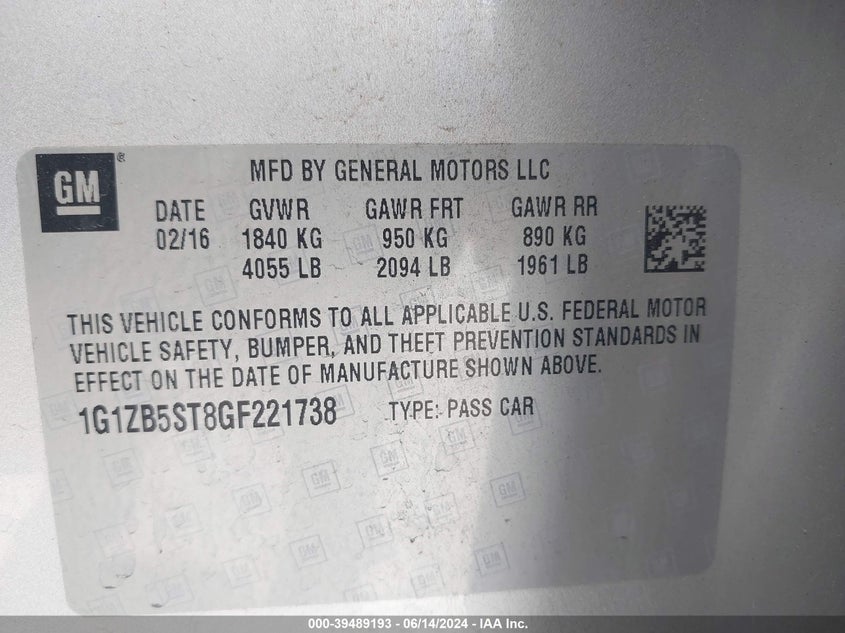 GM®
MFD BY GENERAL MOTORS LLC
DATE GVWR GAWR FRT GAWR RR
02/16 1840 KG 950 KG 890 KG
4055 LB 2094 LB 1961 LB
THIS VEHICLE CONFORMS TO ALL APPLICABLE U.S. FEDERAL MOTOR
VEHICLE SAFETY, BUMPER, AND THEFT PREVENTION STANDARDS IN
EFFECT ON THE DATE OF MANUFACTURE SHOWN ABOVE.
1G1ZB5ST8GF221738 TYPE: PASS CAR
000-39489193 - 06/14/2024 - IAA Inc.